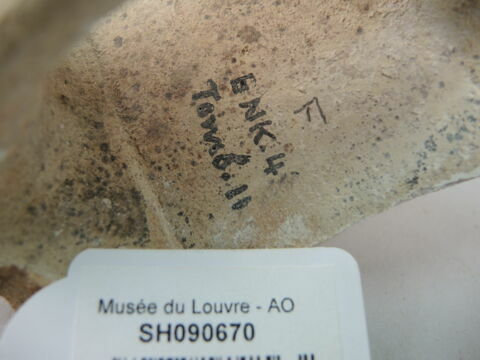 ENK 4
Tomb. 11
Musée du Louvre - AO
SH090670